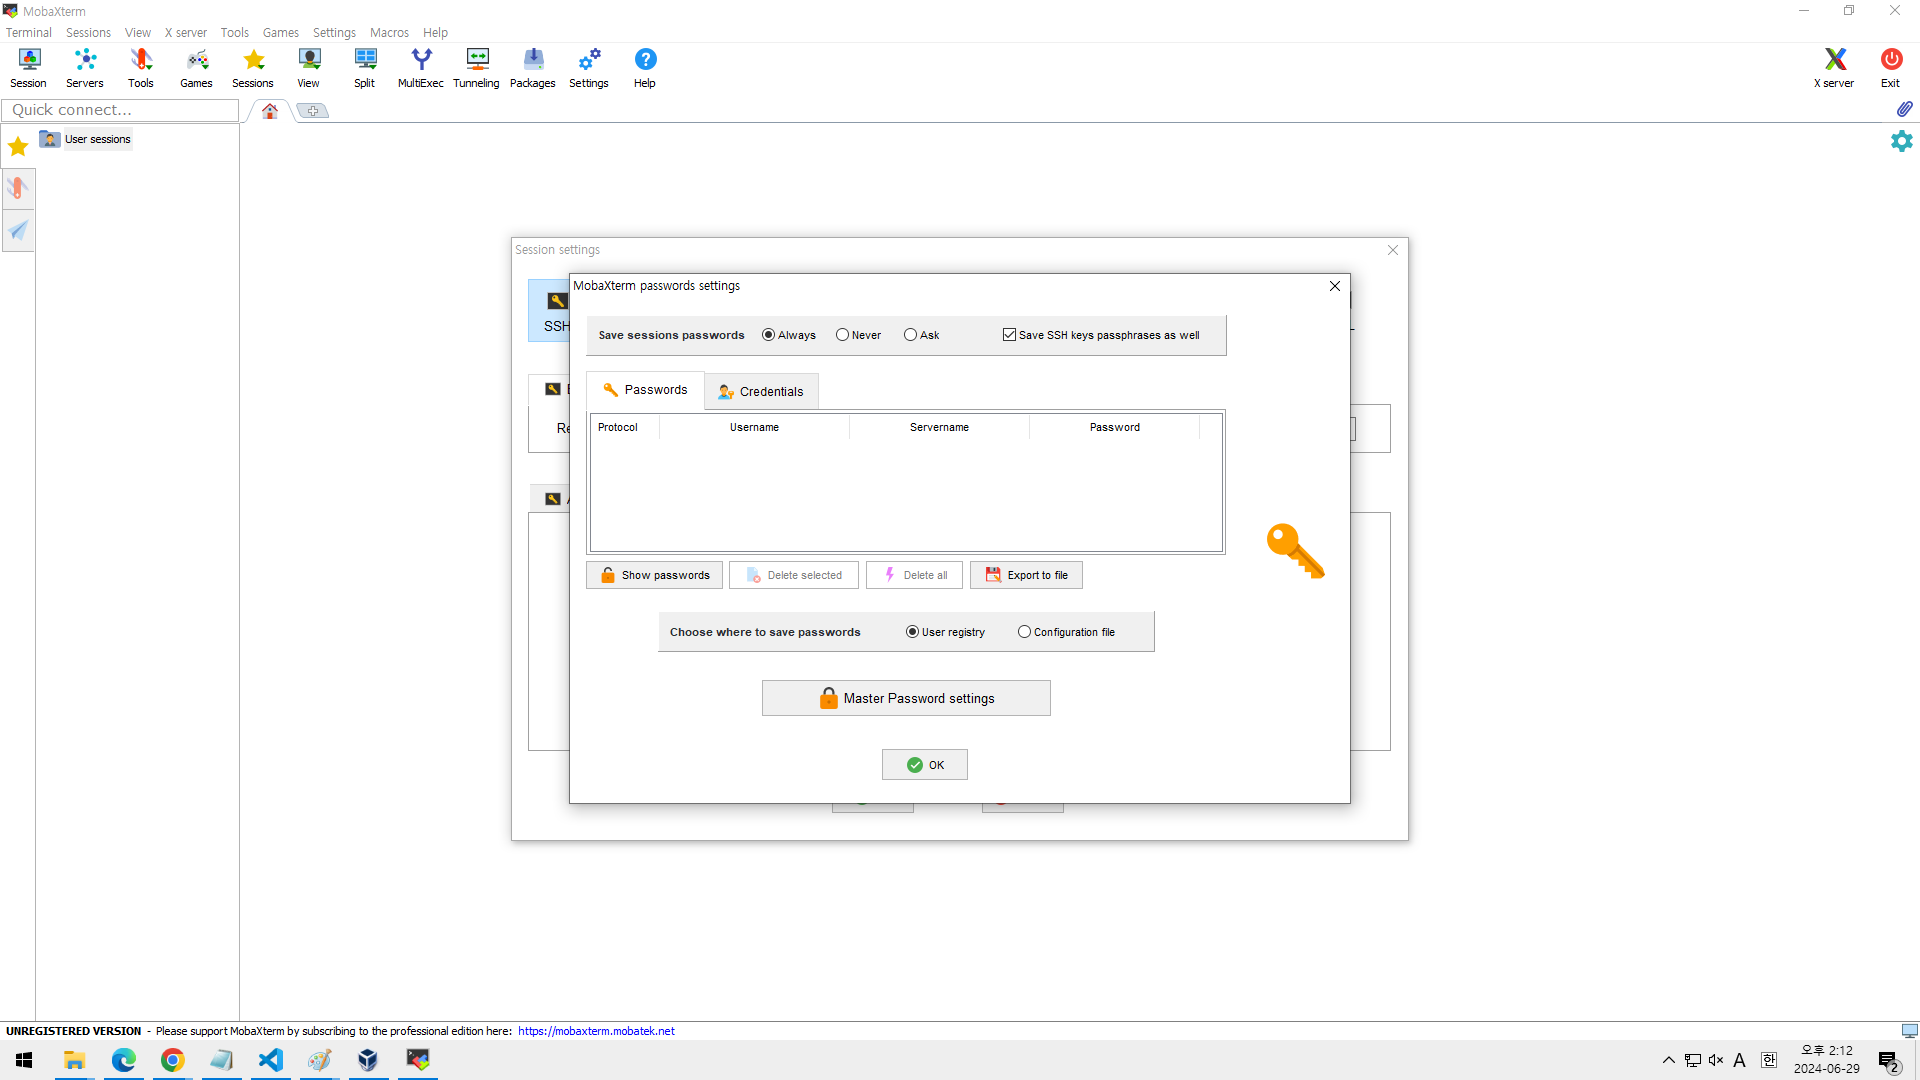 MobaXterm
Terminal Sessions View X server Tools Games Settings Macros Help
Session Servers Tools Games Sessions View Split MultiExec Tunneling Packages Settings Help X server Exit
Quick connect...
User sessions
Session settings
SSH
MobaXterm passwords settings
Save sessions passwords Always Never Ask Save SSH keys passphrases as well
Passwords Credentials
Protocol Username Servername Password
Show passwords Delete selected Delete all Export to file
Choose where to save passwords User registry Configuration file
Master Password settings
OK
UNREGISTERED VERSION - Please support MobaXterm by subscribing to the professional edition here: https://mobaxterm.mobatek.net
A 한 오후 2:12
2024-06-29 2